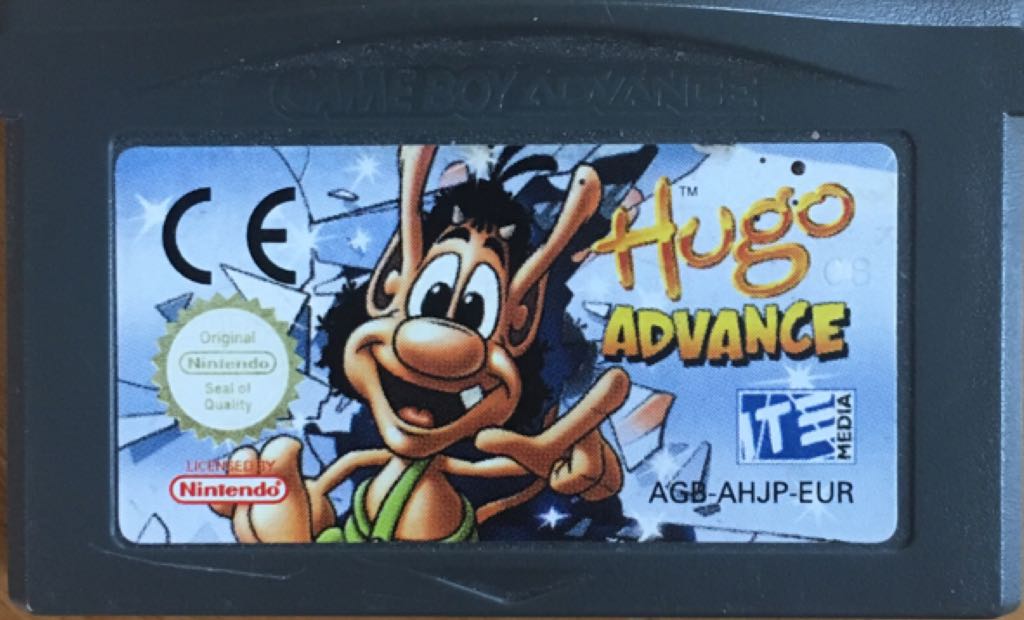 GAME BOY ADVANCE
CE
™
Hugo
ADVANCE
Original
Nintendo
Seal of
Quality
ITE
MEDIA
LICENSED BY
Nintendo
AGB-AHJP-EUR